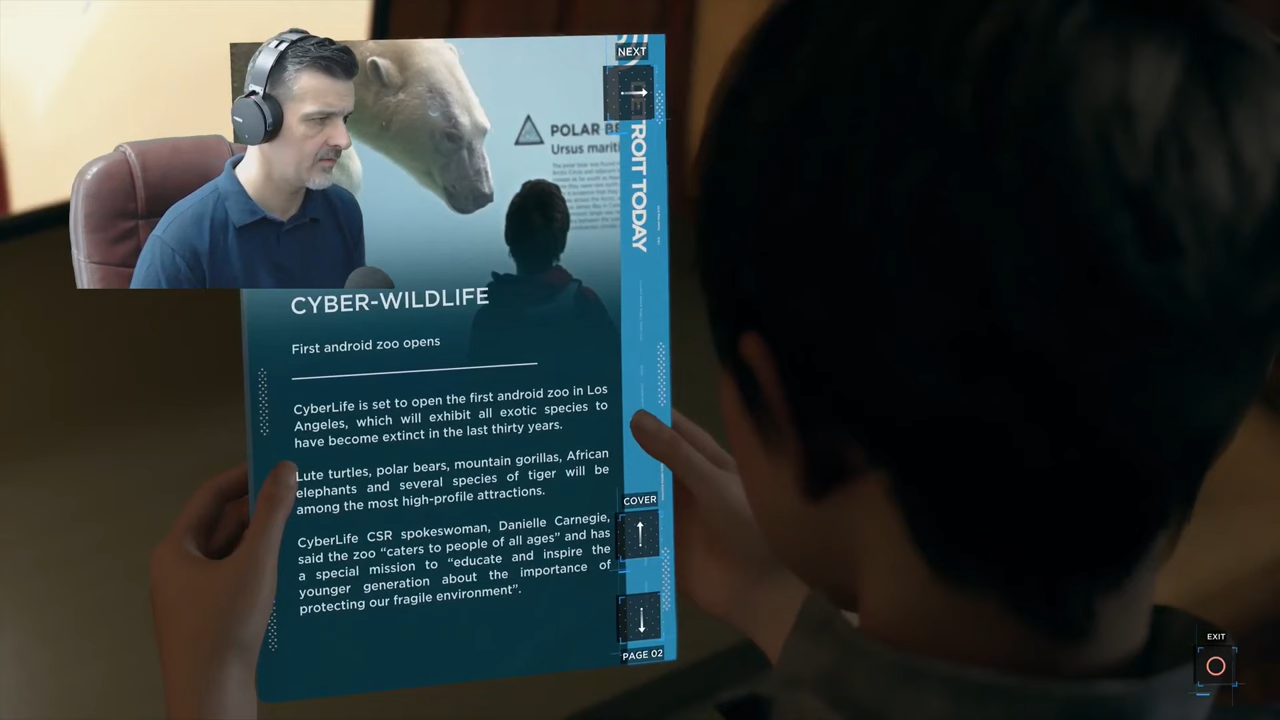 NEXT
POLAR
Ursus
TROIT TODAY
CYBER-WILDLIFE
First android zoo opens
CyberLife is set to open the first android zoo in Los
Angeles, which will exhibit all exotic species to
have become extinct in the last thirty years.
Lute turtles, polar bears, mountain gorillas, African
elephants and several species of tiger will be
among the most high-profile attractions.
CyberLife CSR spokeswoman, Danielle Carnegie,
said the zoo “caters to people of all ages” and has
a special mission to “educate and inspire the
younger generation about the importance of
protecting our fragile environment”.
COVER
PAGE 02
EXIT